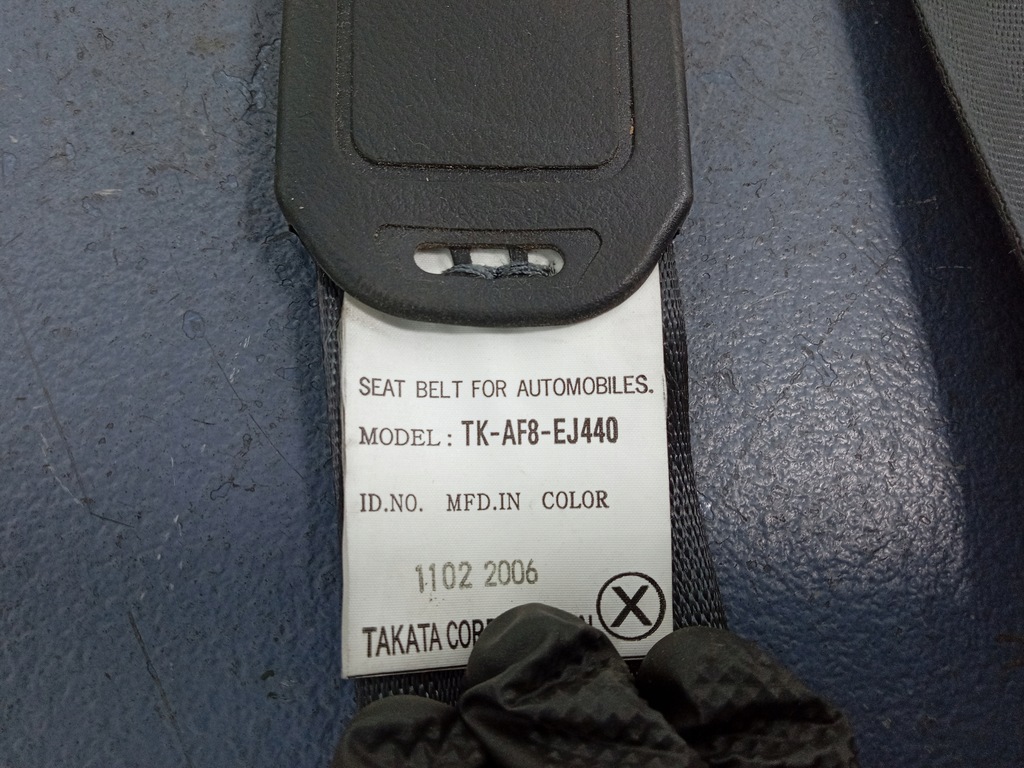 SEAT BELT FOR AUTOMOBILES.
MODEL : TK-AF8-EJ440
ID.NO. MFD.IN COLOR
1102 2006
X
TAKATA